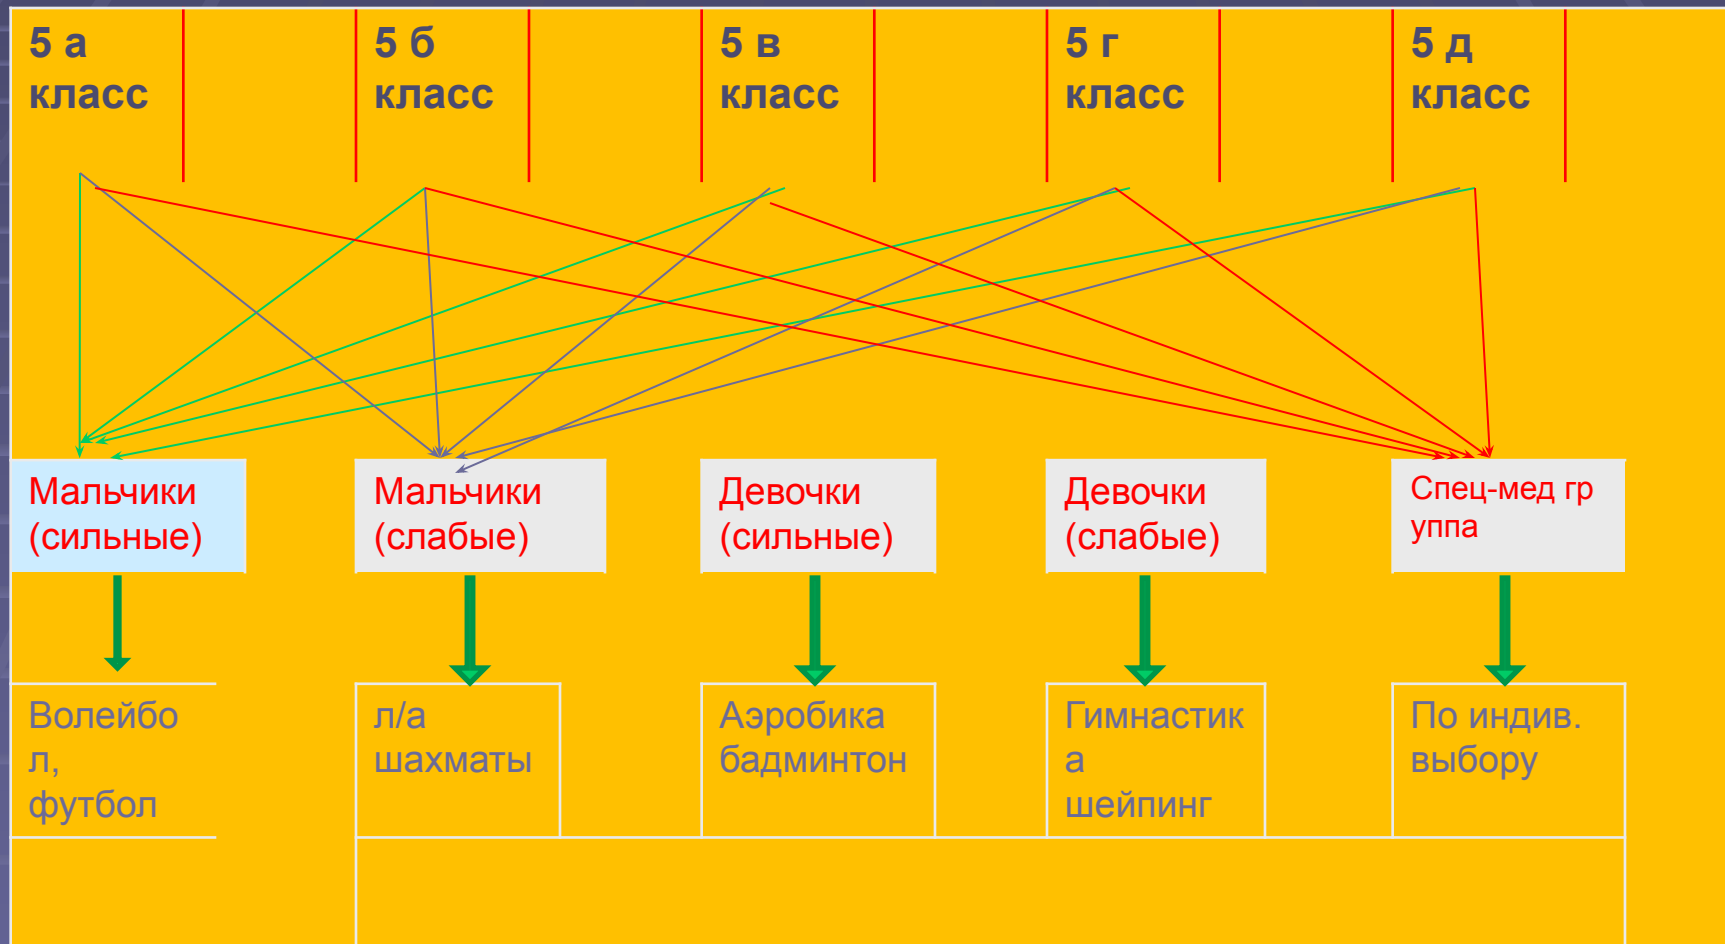 5 а
класс
5 б
класс
5 в
класс
5 г
класс
5 д
класс
Мальчики
(сильные)
Мальчики
(слабые)
Девочки
(сильные)
Девочки
(слабые)
Спец-мед гр
уппа
Волейбо
л,
футбол
л/а
шахматы
Аэробика
бадминтон
Гимнастик
а
шейпинг
По индив.
выбору